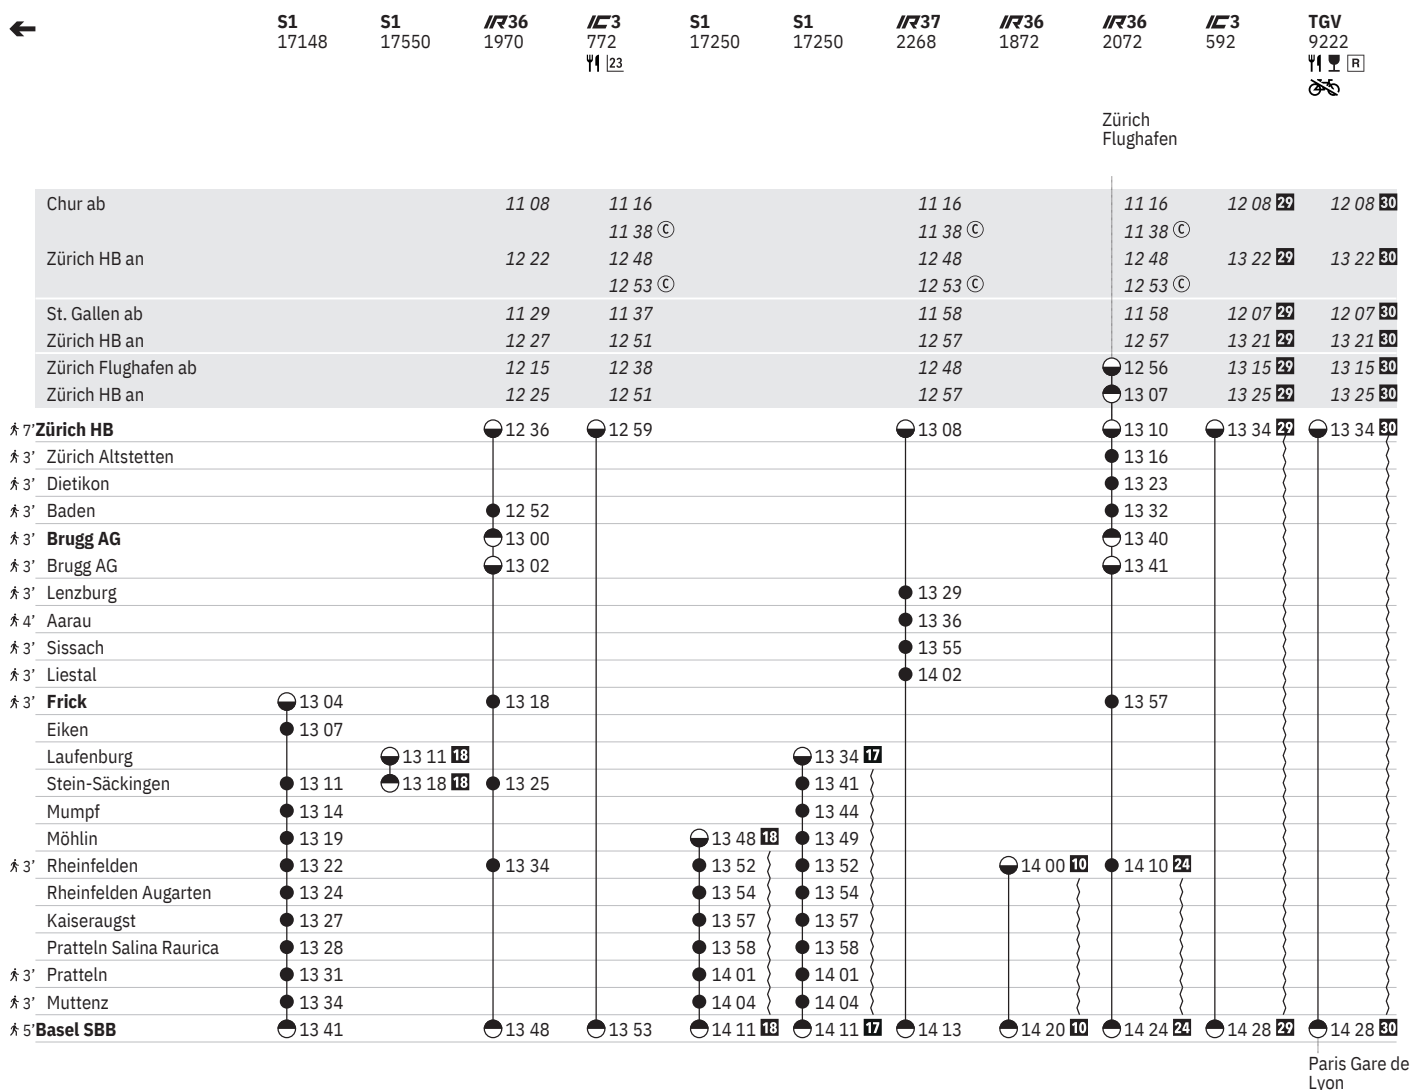 S1 S1 IR36 IC3 S1 S1 IR37 IR36 IR36 IC3 TGV
17148 17550 1970 772 17250 17250 2268 1872 2072 592 9222
23 R
Zürich
Flughafen
Chur ab 11 08 11 16 11 16 11 16 12 08 29 12 08 30
11 38 C 11 38 C 11 38 C
Zürich HB an 12 22 12 48 12 48 12 48 13 22 29 13 22 30
12 53 C 12 53 C 12 53 C
St. Gallen ab 11 29 11 37 11 58 11 58 12 07 29 12 07 30
Zürich HB an 12 27 12 51 12 57 12 57 13 21 29 13 21 30
Zürich Flughafen ab 12 15 12 38 12 48 12 56 13 15 29 13 15 30
Zürich HB an 12 25 12 51 12 57 13 07 13 25 29 13 25 30
7’ Zürich HB 12 36 12 59 13 08 13 10 13 34 29 13 34 30
3’ Zürich Altstetten 13 16
3’ Dietikon 13 23
3’ Baden 12 52 13 32
3’ Brugg AG 13 00 13 40
3’ Brugg AG 13 02 13 41
3’ Lenzburg 13 29
4’ Aarau 13 36
3’ Sissach 13 55
3’ Liestal 14 02
3’ Frick 13 04 13 18 13 57
Eiken 13 07
Laufenburg 13 11 18 13 34 17
Stein-Säckingen 13 11 13 18 18 13 25 13 41
Mumpf 13 14 13 44
Möhlin 13 19 13 48 18 13 49
3’ Rheinfelden 13 22 13 34 13 52 13 52 14 00 10 14 10 24
Rheinfelden Augarten 13 24 13 54 13 54
Kaiseraugst 13 27 13 57 13 57
Pratteln Salina Raurica 13 28 13 58 13 58
3’ Pratteln 13 31 14 01 14 01
3’ Muttenz 13 34 14 04 14 04
5’ Basel SBB 13 41 13 48 13 53 14 11 18 14 11 17 14 13 14 20 10 14 24 24 14 28 29 14 28 30
Paris Gare de
Lyon